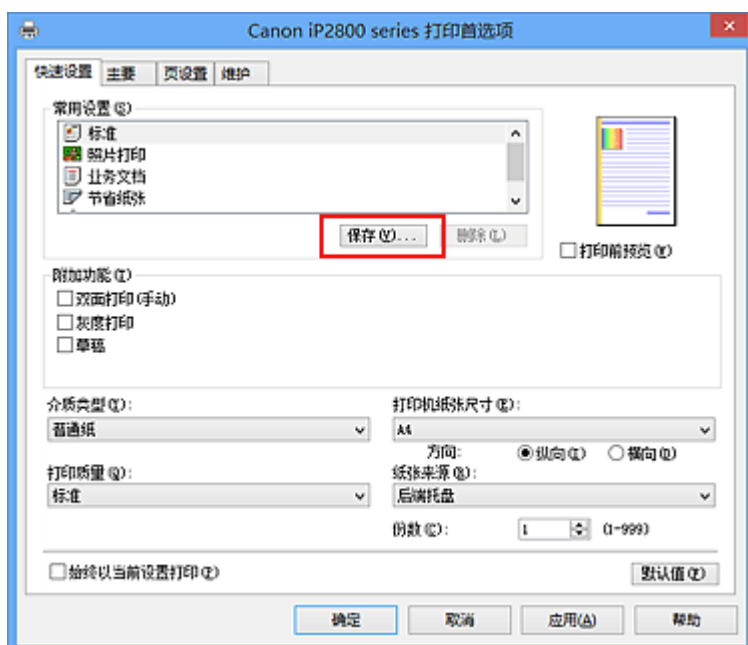 Canon iP2800 series 打印首选项
快速设置 主要 页设置 维护
常用设置(S)
标准
照片打印
业务文档
节省纸张
保存(V)... 删除(L)
打印前预览(W)
附加功能(T)
双面打印(手动)
灰度打印
草稿
介质类型(Y): 打印机纸张尺寸(E):
普通纸 A4
方向: 纵向(I) 横向(O)
打印质量(Q): 纸张来源(R):
标准 后端托盘
份数(C): 1 (1-999)
始终以当前设置打印(P) 默认值(F)
确定 取消 应用(A) 帮助